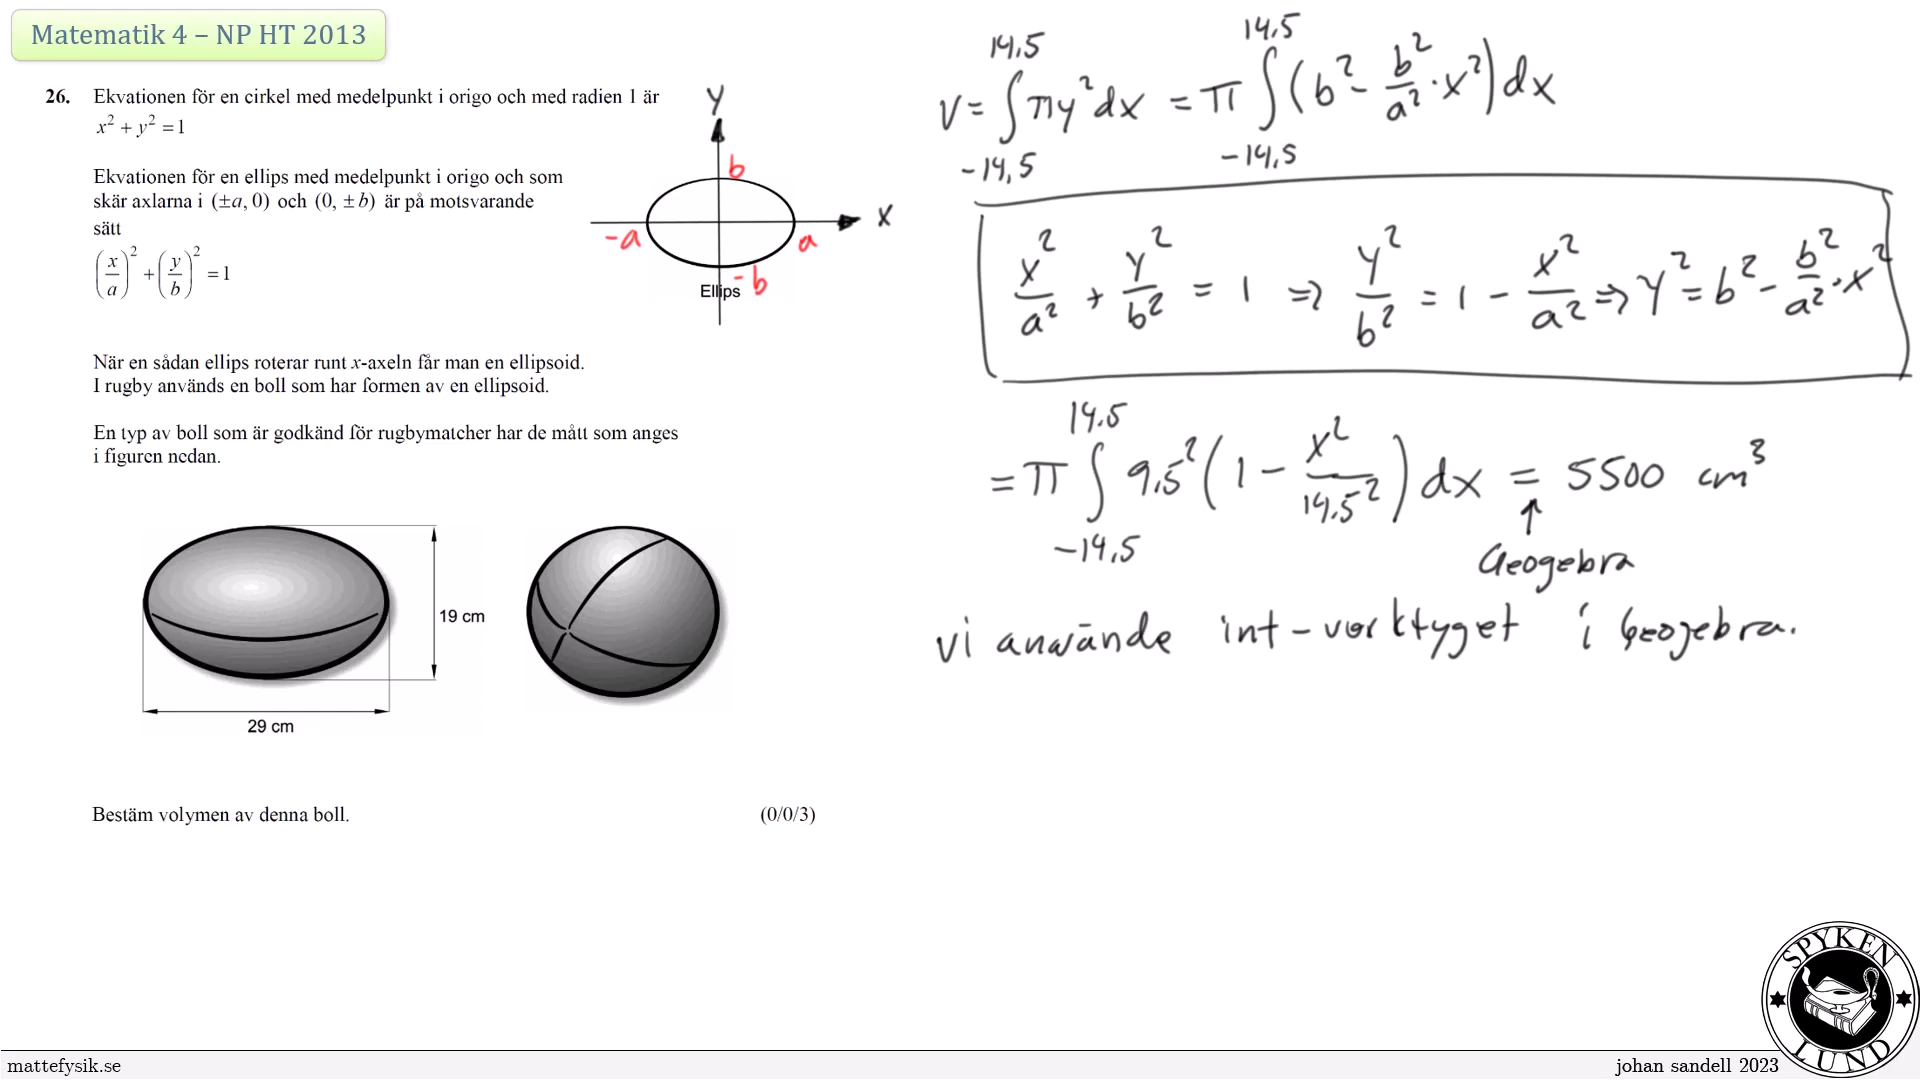 Matematik 4 – NP HT 2013
26. Ekvationen för en cirkel med medelpunkt i origo och med radien 1 är
x² + y² = 1
Ekvationen för en ellips med medelpunkt i origo och som
skär axlarna i (±a, 0) och (0, ±b) är på motsvarande
sätt
(x/a)² + (y/b)² = 1
y
x
b
-a
a
-b
Ellips
När en sådan ellips roterar runt x-axeln får man en ellipsoid.
I rugby används en boll som har formen av en ellipsoid.
En typ av boll som är godkänd för rugbymatcher har de mått som anges
i figuren nedan.
19 cm
29 cm
Bestäm volymen av denna boll. (0/0/3)
V = ∫_{-14,5}^{14,5} πy² dx = π ∫_{-14,5}^{14,5} (b² - b²/a² · x²) dx
x²/a² + y²/b² = 1 ⇒ y²/b² = 1 - x²/a² ⇒ y² = b² - b²/a² · x²
= π ∫_{-14,5}^{14,5} 9,5² (1 - x²/14,5²) dx = 5500 cm³
↑
Geogebra
vi använde int-verktyget i Geogebra.
SPYKEN
LUND
mattefysik.se
johan sandell 2023